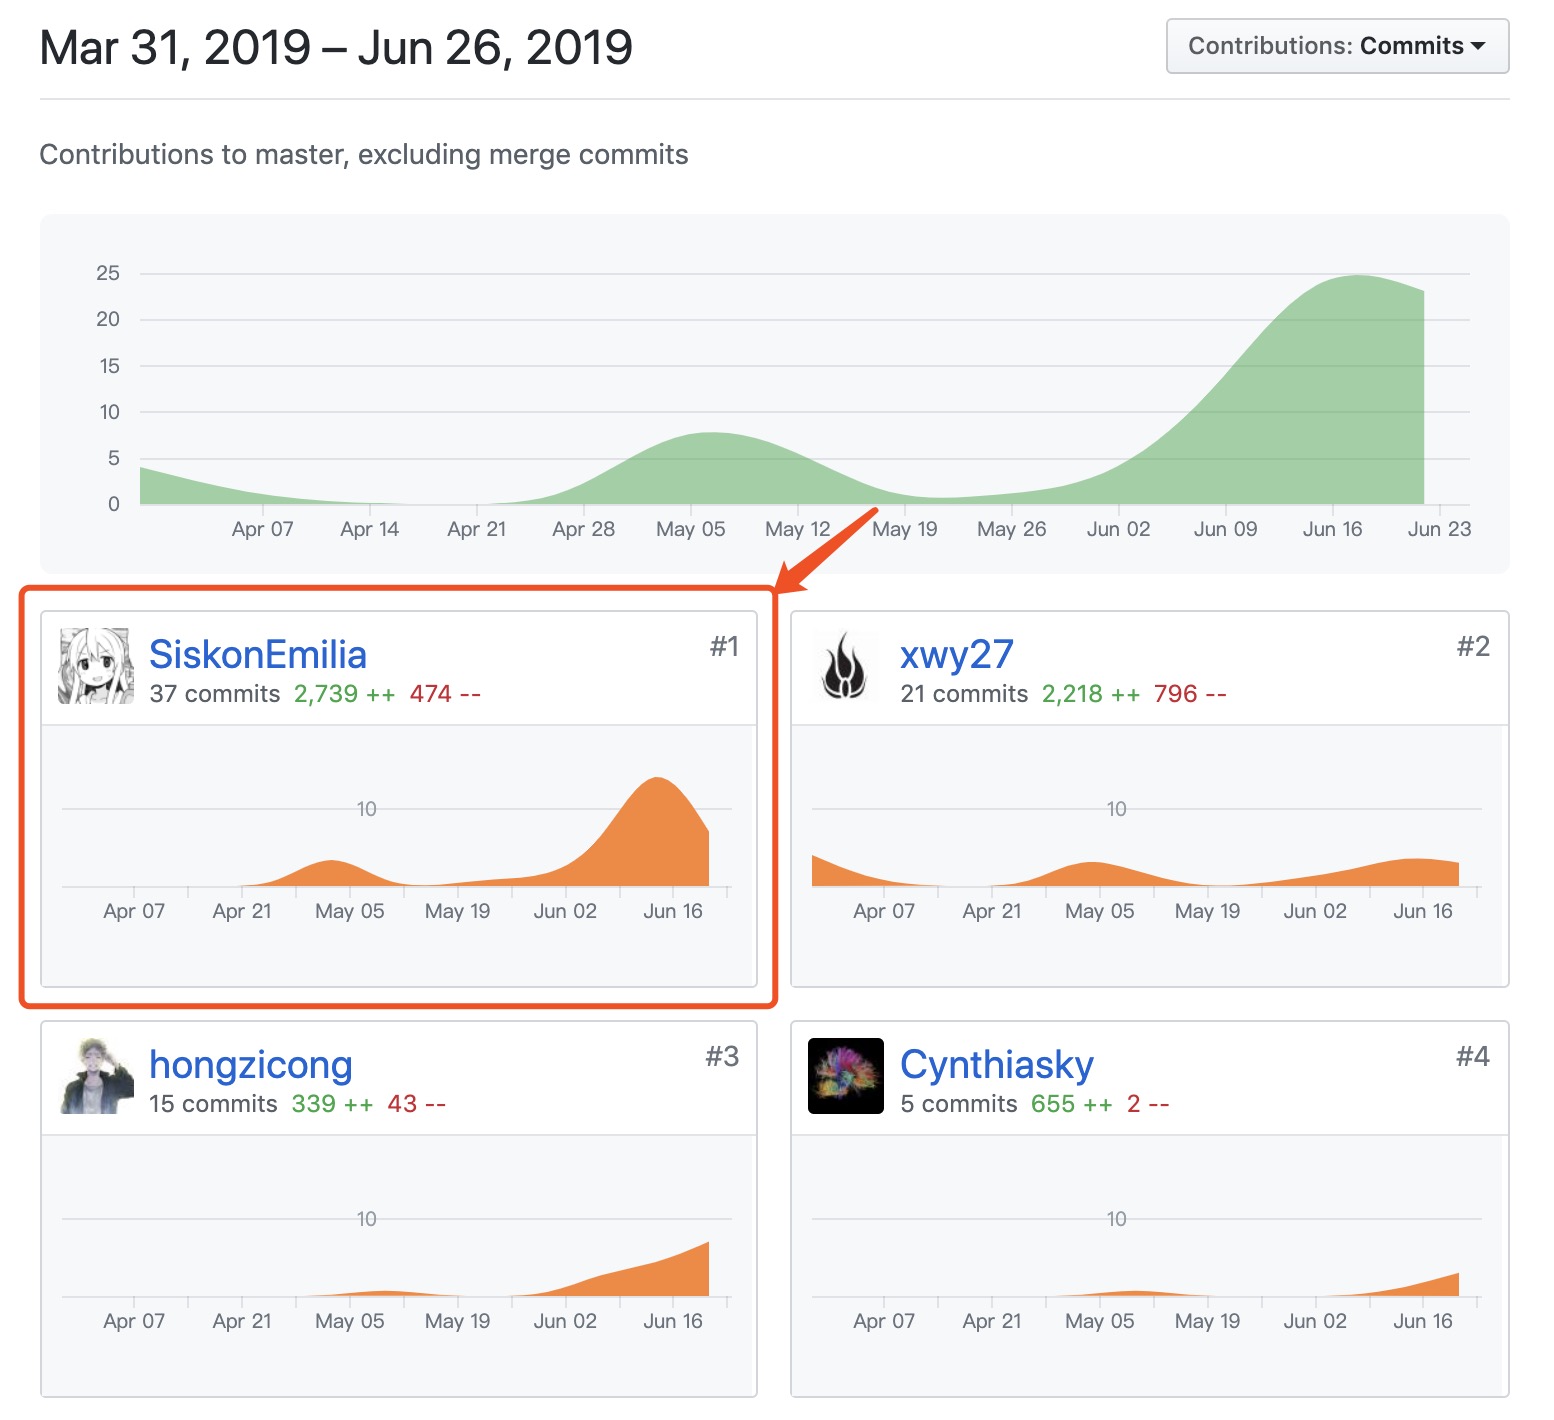 Mar 31, 2019 – Jun 26, 2019
Contributions: Commits
Contributions to master, excluding merge commits
25
20
15
10
5
0
Apr 07 Apr 14 Apr 21 Apr 28 May 05 May 12 May 19 May 26 Jun 02 Jun 09 Jun 16 Jun 23
SiskonEmilia #1
37 commits 2,739 ++ 474 --
10
Apr 07 Apr 21 May 05 May 19 Jun 02 Jun 16
xwy27 #2
21 commits 2,218 ++ 796 --
10
Apr 07 Apr 21 May 05 May 19 Jun 02 Jun 16
hongzicong #3
15 commits 339 ++ 43 --
10
Apr 07 Apr 21 May 05 May 19 Jun 02 Jun 16
Cynthiasky #4
5 commits 655 ++ 2 --
10
Apr 07 Apr 21 May 05 May 19 Jun 02 Jun 16